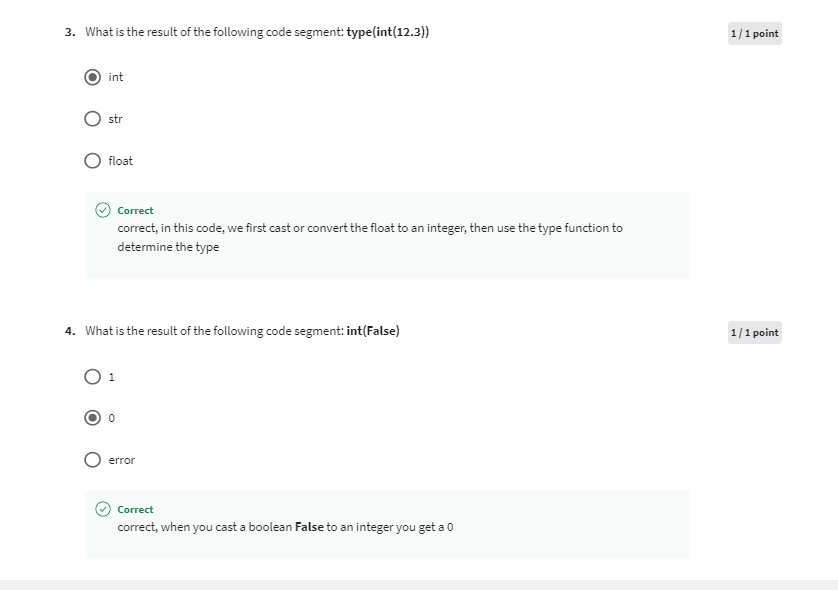 3. What is the result of the following code segment: type(int(12.3))
1 / 1 point
int
str
float
Correct
correct, in this code, we first cast or convert the float to an integer, then use the type function to
determine the type
4. What is the result of the following code segment: int(False)
1 / 1 point
1
0
error
Correct
correct, when you cast a boolean False to an integer you get a 0